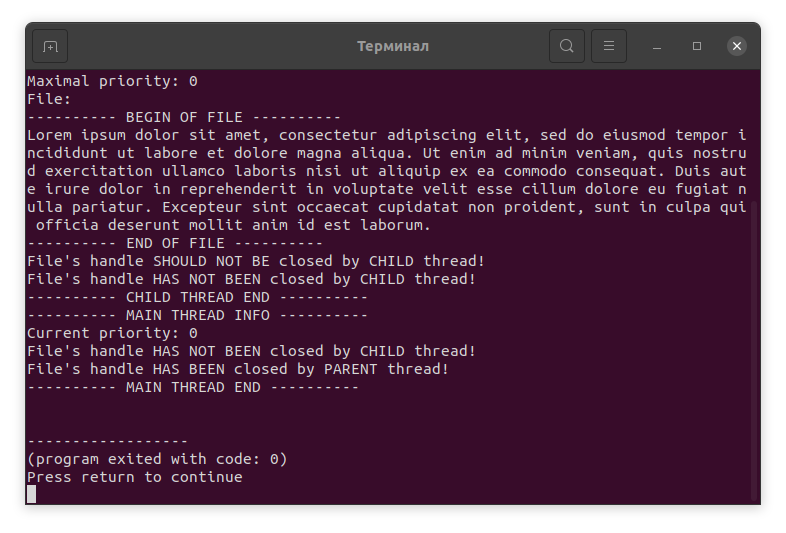 Терминал
Maximal priority: 0
File:
---------- BEGIN OF FILE ----------
Lorem ipsum dolor sit amet, consectetur adipiscing elit, sed do eiusmod tempor i
ncididunt ut labore et dolore magna aliqua. Ut enim ad minim veniam, quis nostru
d exercitation ullamco laboris nisi ut aliquip ex ea commodo consequat. Duis aut
e irure dolor in reprehenderit in voluptate velit esse cillum dolore eu fugiat n
ulla pariatur. Excepteur sint occaecat cupidatat non proident, sunt in culpa qui
 officia deserunt mollit anim id est laborum.
---------- END OF FILE ----------
File's handle SHOULD NOT BE closed by CHILD thread!
File's handle HAS NOT BEEN closed by CHILD thread!
---------- CHILD THREAD END ----------
---------- MAIN THREAD INFO ----------
Current priority: 0
File's handle HAS NOT BEEN closed by CHILD thread!
File's handle HAS BEEN closed by PARENT thread!
---------- MAIN THREAD END ----------
------------------
(program exited with code: 0)
Press return to continue